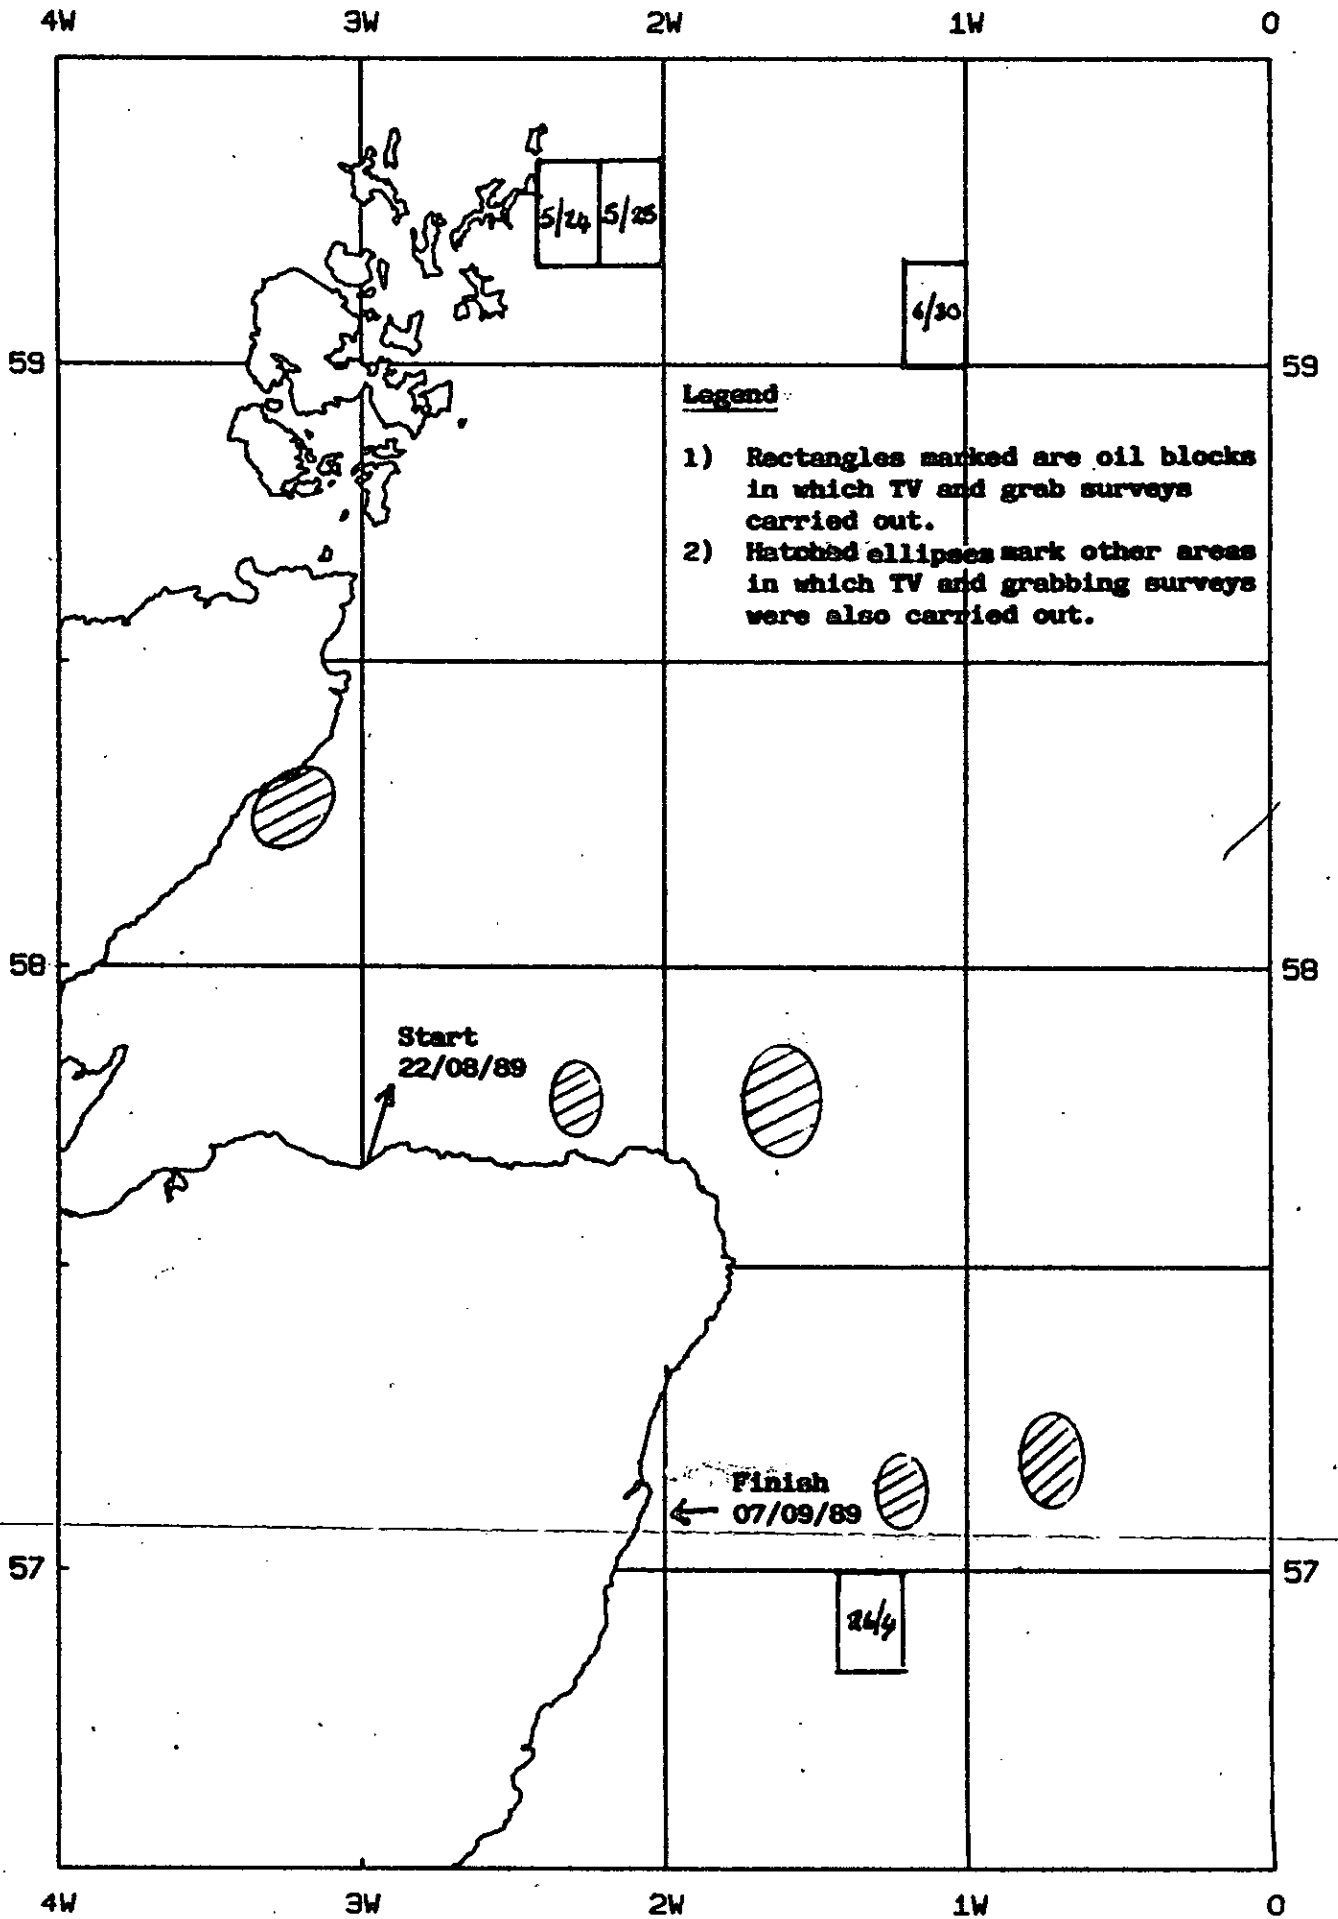 4W 3W 2W 1W 0
5/24 5/25
6/30
59 59
Legend
1) Rectangles marked are oil blocks
in which TV and grab surveys
carried out.
2) Hatched ellipses mark other areas
in which TV and grabbing surveys
were also carried out.
58 58
Start
22/08/89
Finish
07/09/89
57 57
26/4
4W 3W 2W 1W 0